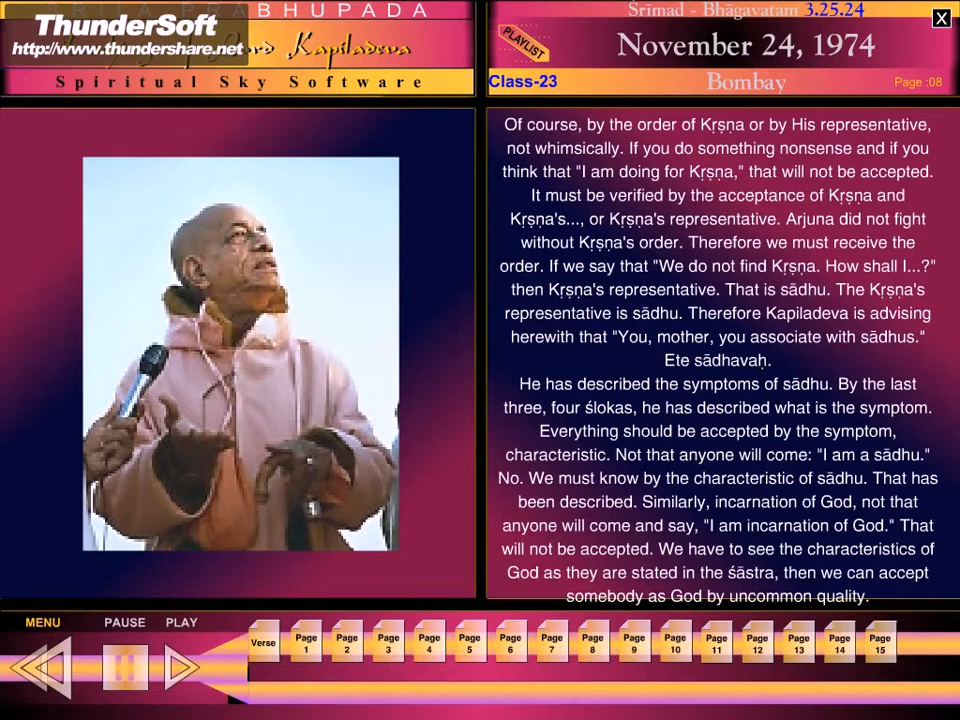 SRILA PRABHUPADA
ThunderSoft
http://www.thundershare.net
Lord Kapiladeva
Spiritual Sky Software
Śrīmad - Bhāgavatam 3.25.24
X
PLAYLIST
November 24, 1974
Class-23
Bombay
Page :08
Of course, by the order of Kṛṣṇa or by His representative,
not whimsically. If you do something nonsense and if you
think that "I am doing for Kṛṣṇa," that will not be accepted.
It must be verified by the acceptance of Kṛṣṇa and
Kṛṣṇa's..., or Kṛṣṇa's representative. Arjuna did not fight
without Kṛṣṇa's order. Therefore we must receive the
order. If we say that "We do not find Kṛṣṇa. How shall I...?"
then Kṛṣṇa's representative. That is sādhu. The Kṛṣṇa's
representative is sādhu. Therefore Kapiladeva is advising
herewith that "You, mother, you associate with sādhus."
Ete sādhavaḥ.
He has described the symptoms of sādhu. By the last
three, four ślokas, he has described what is the symptom.
Everything should be accepted by the symptom,
characteristic. Not that anyone will come: "I am a sādhu."
No. We must know by the characteristic of sādhu. That has
been described. Similarly, incarnation of God, not that
anyone will come and say, "I am incarnation of God." That
will not be accepted. We have to see the characteristics of
God as they are stated in the śāstra, then we can accept
somebody as God by uncommon quality.
MENU PAUSE PLAY
Verse Page 1 Page 2 Page 3 Page 4 Page 5 Page 6 Page 7 Page 8 Page 9 Page 10 Page 11 Page 12 Page 13 Page 14 Page 15